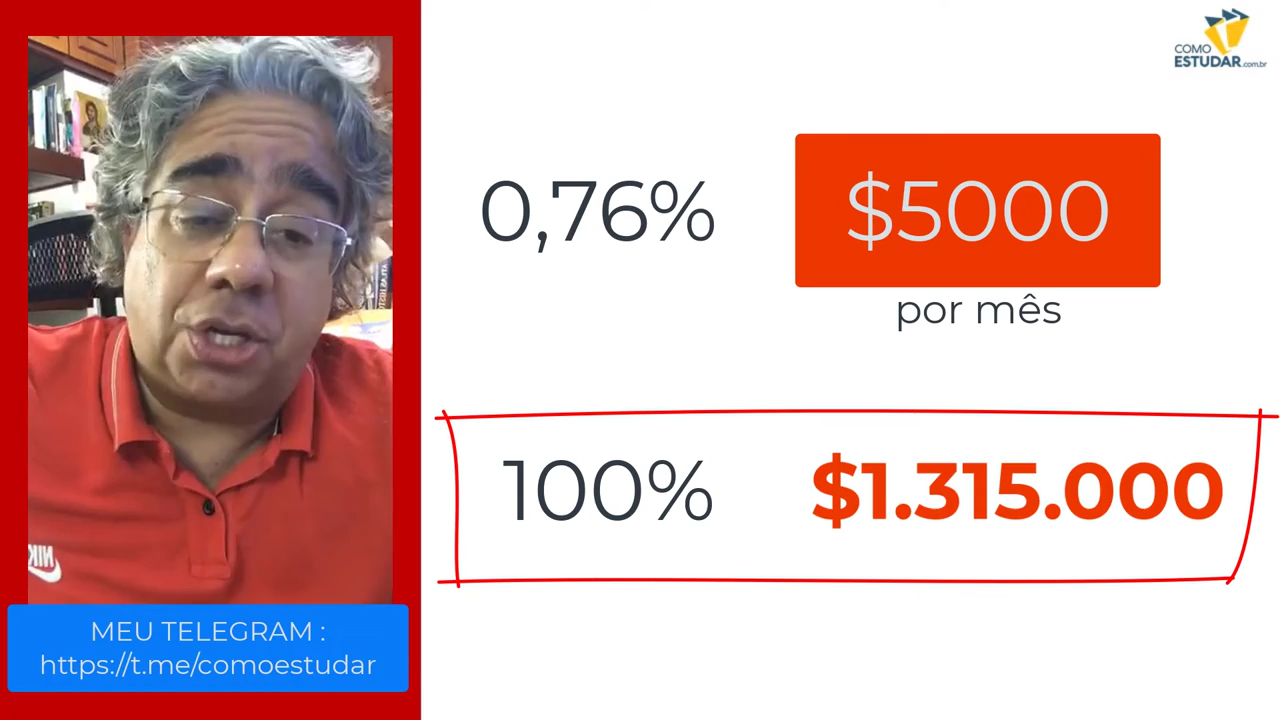 COMO
ESTUDAR.com.br
0,76%
$5000
por mês
100%
$1.315.000
MEU TELEGRAM :
https://t.me/comoestudar